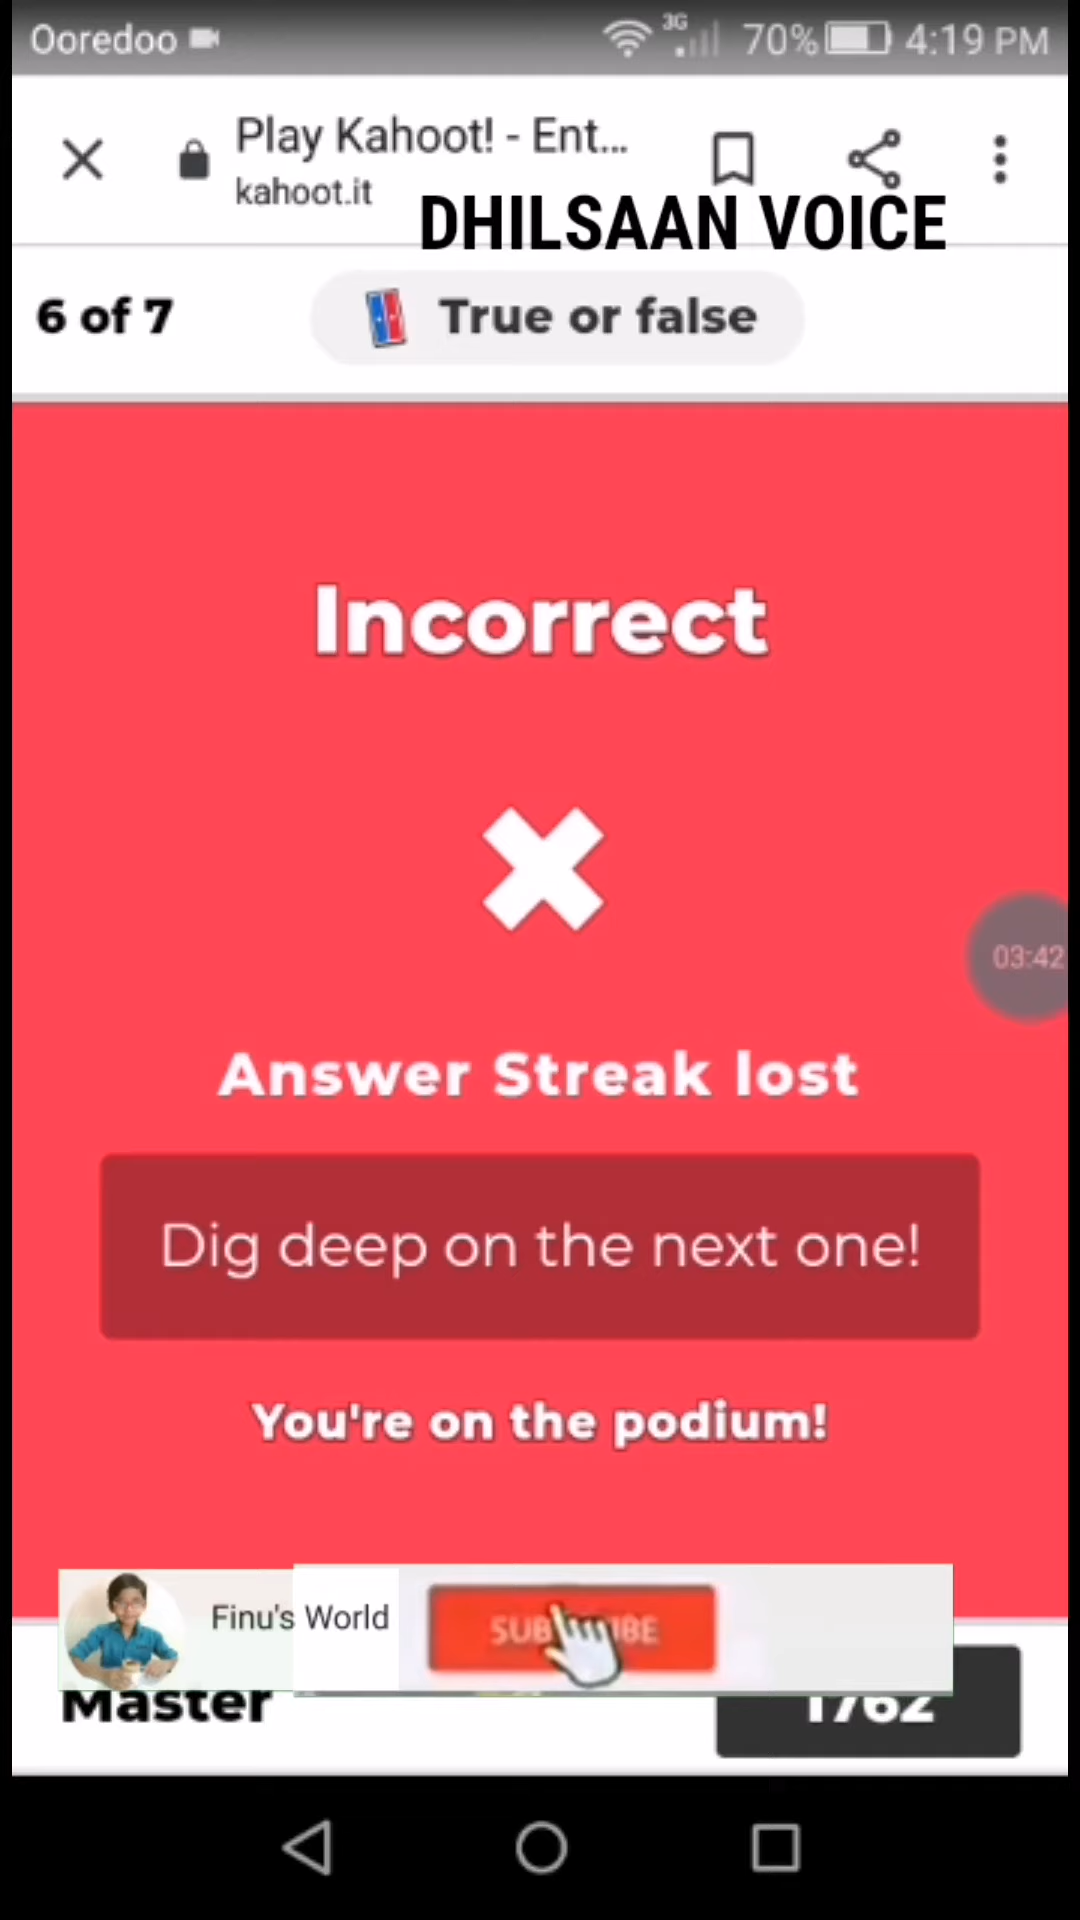 Ooredoo 3G 70% 4:19 PM
Play Kahoot! - Ent...
kahoot.it
DHILSAAN VOICE
6 of 7 True or false
Incorrect
03:42
Answer Streak lost
Dig deep on the next one!
You're on the podium!
Finu's World
Master 1762